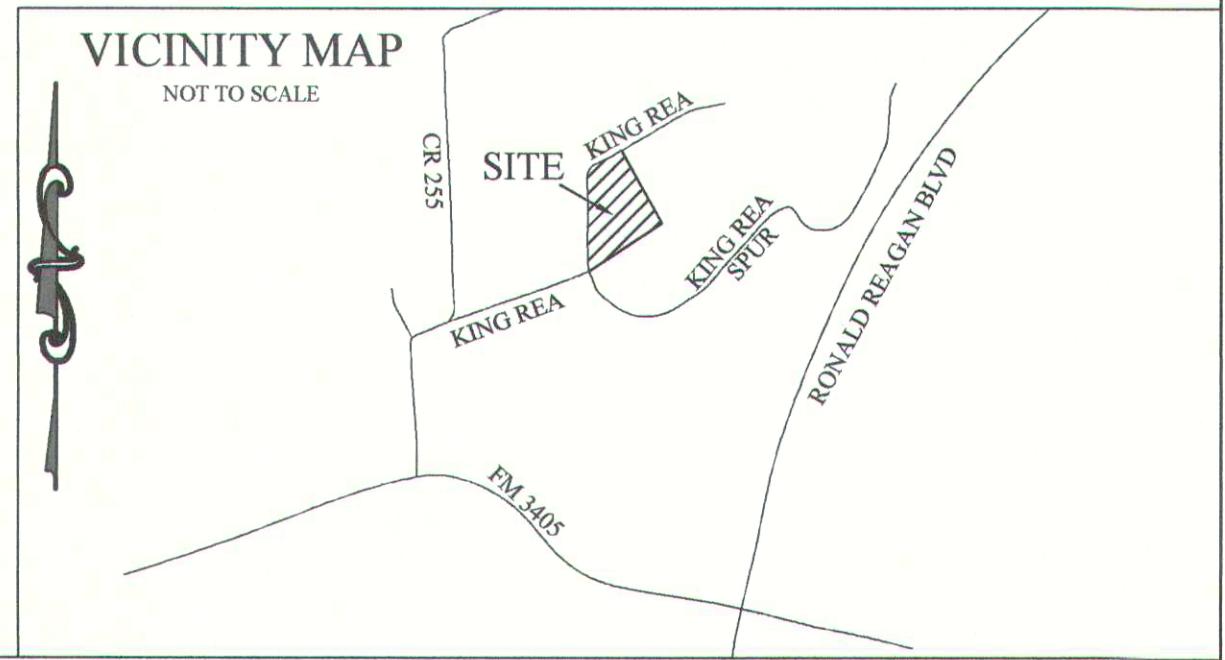 VICINITY MAP
NOT TO SCALE
KING REA
CR 255
SITE
KING REA
SPUR
RONALD REAGAN BLVD
KING REA
FM 3405